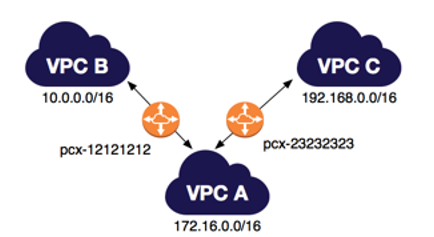 VPC B
VPC C
10.0.0.0/16
192.168.0.0/16
pcx-12121212
pcx-23232323
VPC A
172.16.0.0/16